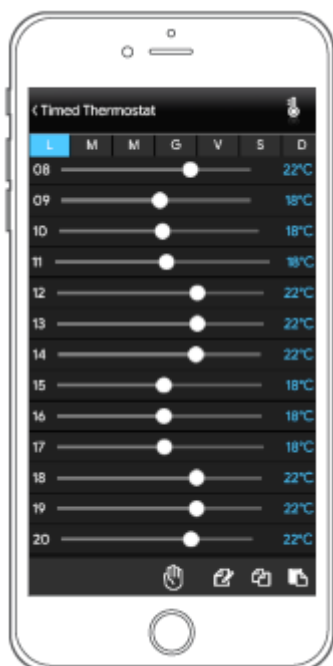 ‹ Timed Thermostat
L M M G V S D
08 22°C
09 18°C
10 18°C
11 18°C
12 22°C
13 22°C
14 22°C
15 18°C
16 18°C
17 18°C
18 22°C
19 22°C
20 22°C